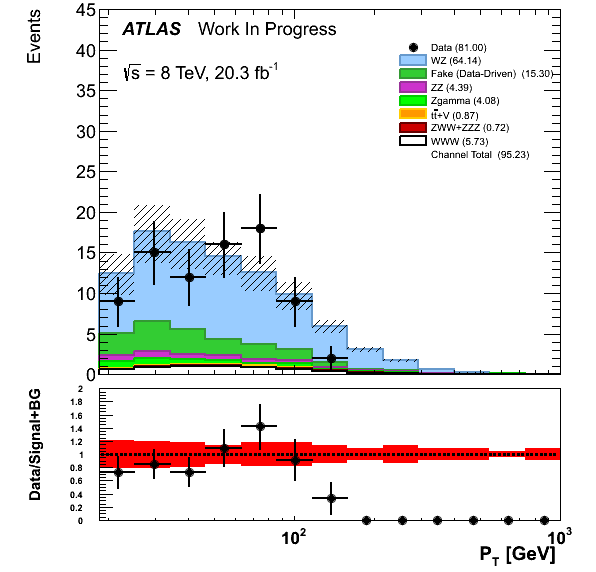 ATLAS Work In Progress
√s = 8 TeV, 20.3 fb-1
Events
45
40
35
30
25
20
15
10
5
0
Data (81.00)
WZ (64.14)
Fake (Data-Driven) (15.30)
ZZ (4.39)
Zgamma (4.08)
tt̄+V (0.87)
ZWW+ZZZ (0.72)
WWW (5.73)
Channel Total (95.23)
Data/Signal+BG
2
1.8
1.6
1.4
1.2
1
0.8
0.6
0.4
0.2
0
10²
10³
P_T [GeV]